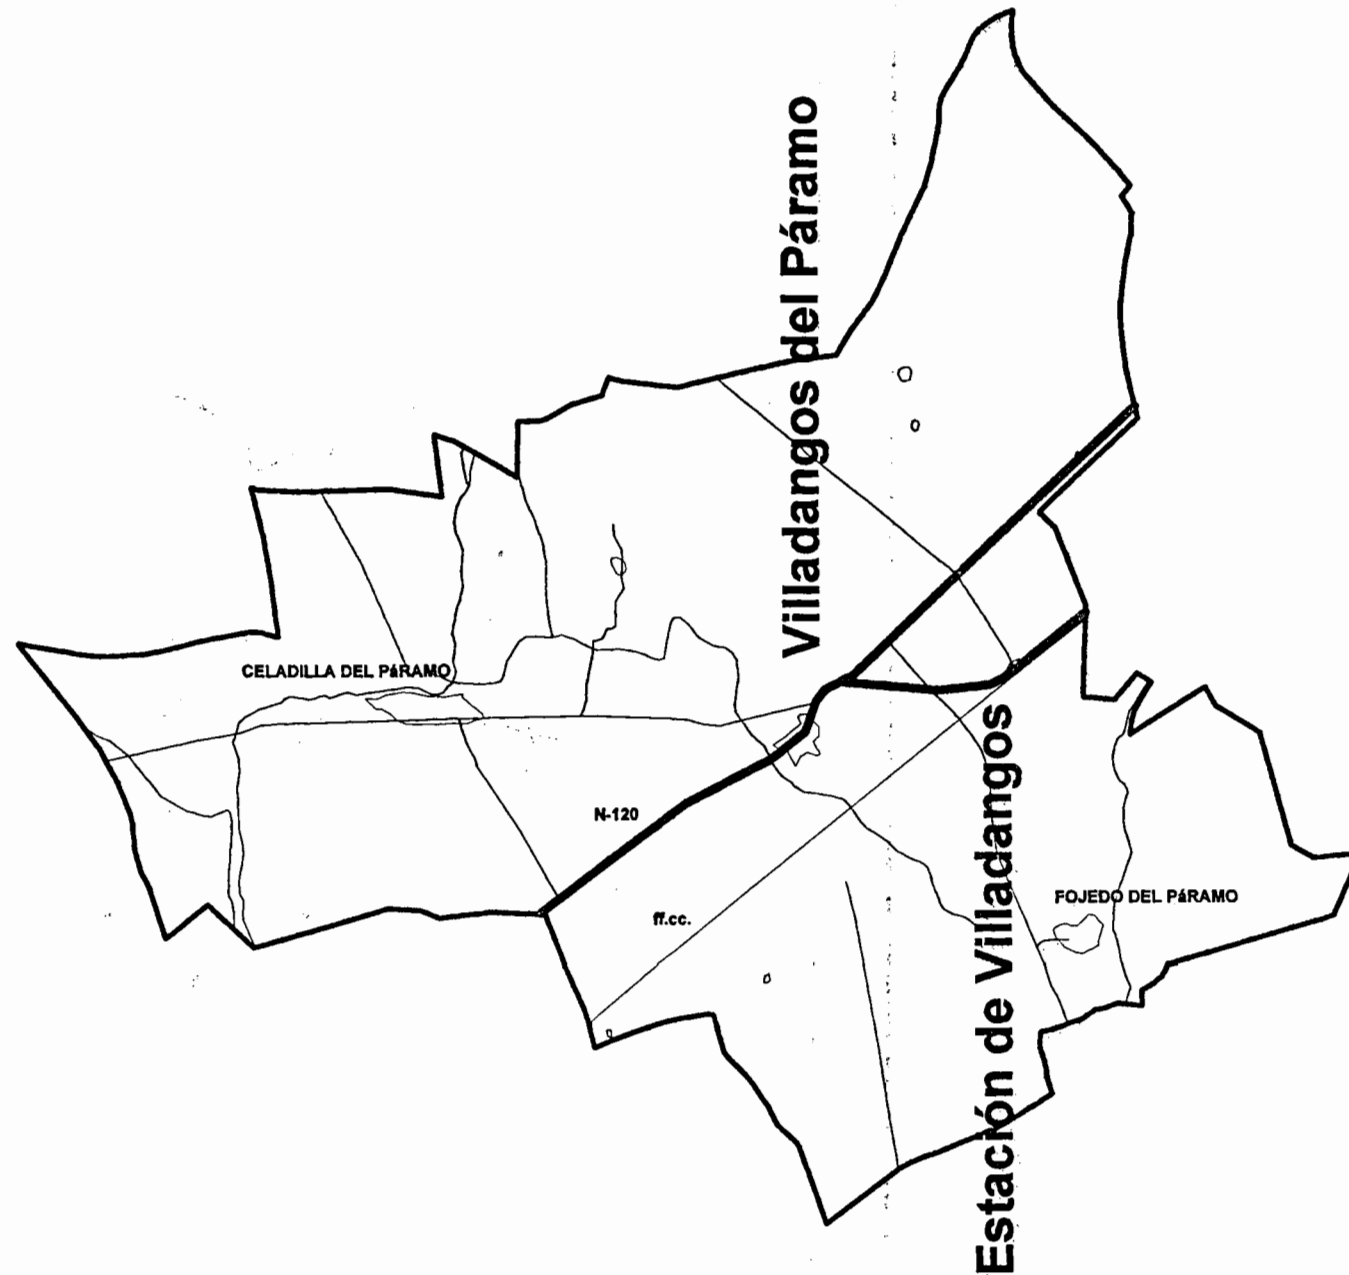 Villadangos del Páramo
CELADILLA DEL PáRAMO
N-120
ff.cc.
Estación de Villadangos
FOJEDO DEL PáRAMO